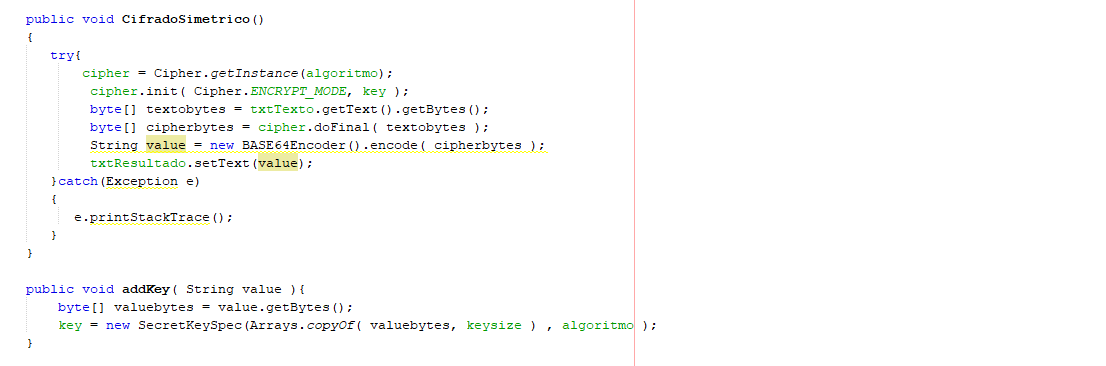 public void CifradoSimetrico()
{
try{
cipher = Cipher.getInstance(algoritmo);
cipher.init( Cipher.ENCRYPT_MODE, key );
byte[] textobytes = txtTexto.getText().getBytes();
byte[] cipherbytes = cipher.doFinal( textobytes );
String value = new BASE64Encoder().encode( cipherbytes );
txtResultado.setText(value);
}catch(Exception e)
{
e.printStackTrace();
}
}
public void addKey( String value ){
byte[] valuebytes = value.getBytes();
key = new SecretKeySpec(Arrays.copyOf( valuebytes, keysize ) , algoritmo );
}